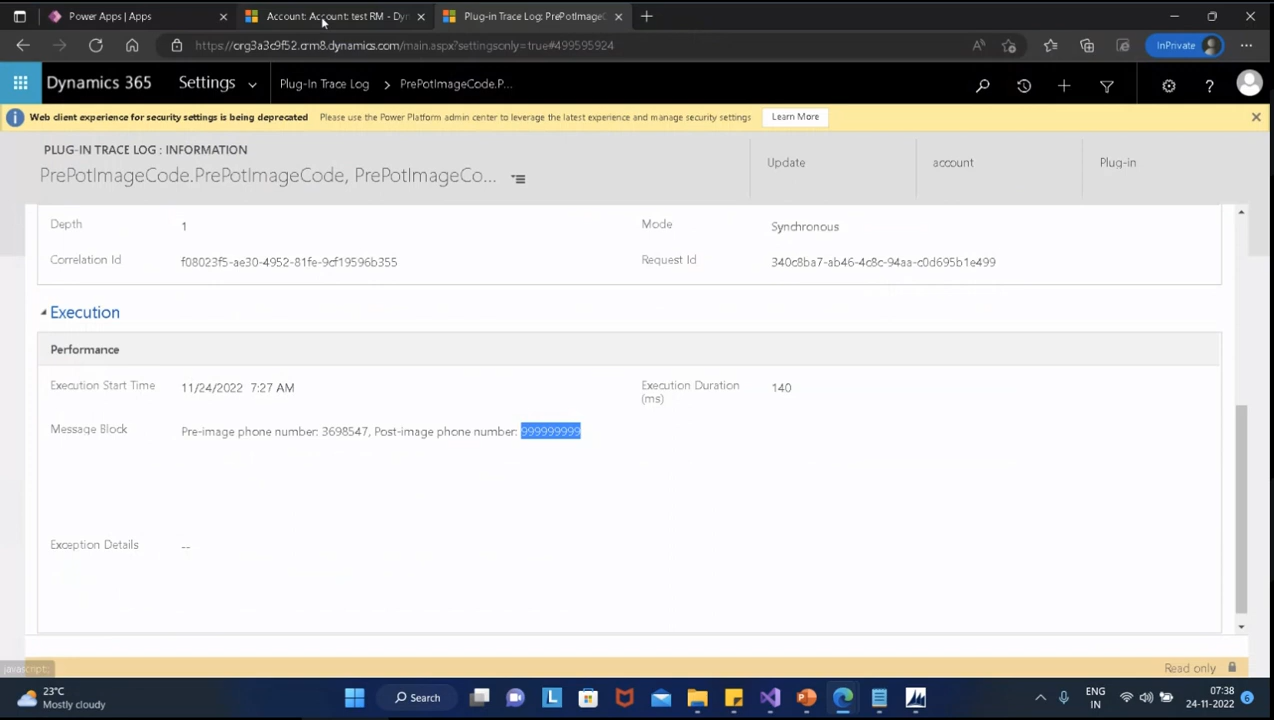 Power Apps | Apps
Account: Account: test RM - Dyn
Plug-in Trace Log: PrePotImageC
https://org3a3c9f52.crm8.dynamics.com/main.aspx?settingsonly=true#499595924
InPrivate
Dynamics 365
Settings
Plug-In Trace Log
PrePotImageCode.P...
Web client experience for security settings is being deprecated
Please use the Power Platform admin center to leverage the latest experience and manage security settings
Learn More
PLUG-IN TRACE LOG : INFORMATION
PrePotImageCode.PrePotImageCode, PrePotImageCo...
Update
account
Plug-in
Depth
1
Mode
Synchronous
Correlation Id
f08023f5-ae30-4952-81fe-9cf19596b355
Request Id
340c8ba7-ab46-4c8c-94aa-c0d695b1e499
Execution
Performance
Execution Start Time
11/24/2022 7:27 AM
Execution Duration
(ms)
140
Message Block
Pre-image phone number: 3698547, Post-image phone number: 999999999
Exception Details
--
javascript:
Read only
23°C
Mostly cloudy
Search
ENG
IN
07:38
24-11-2022
6